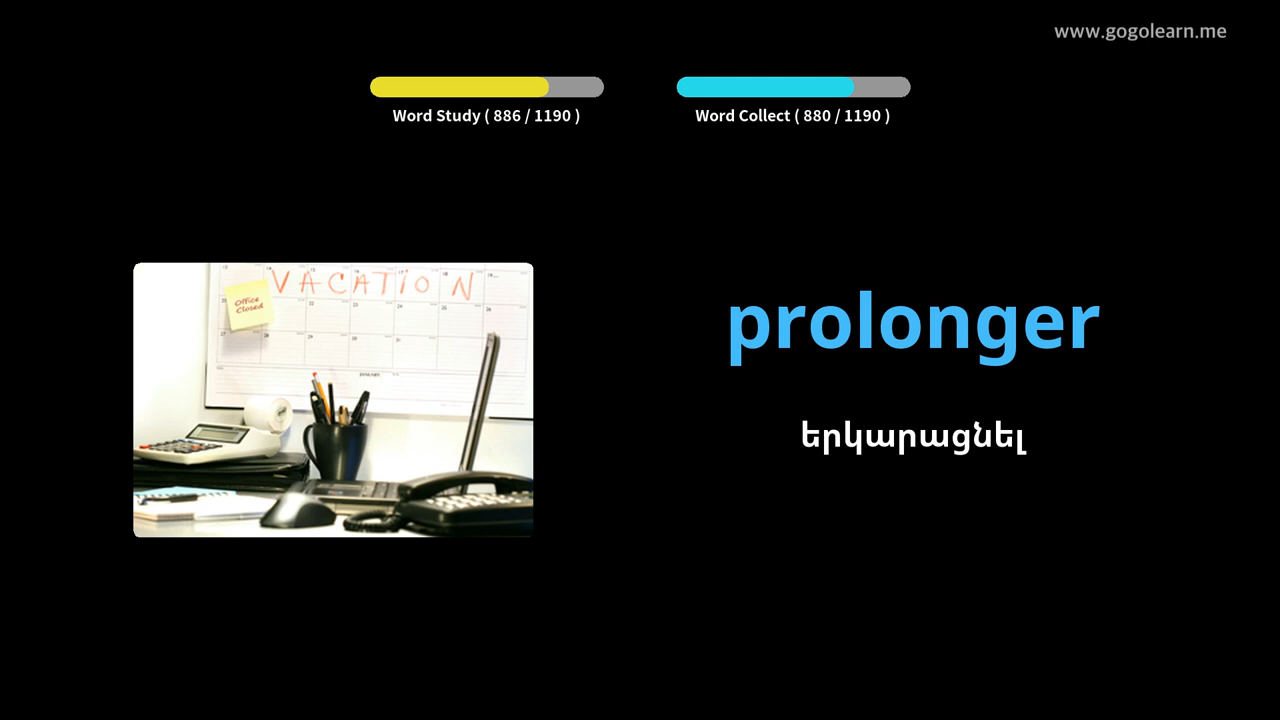 www.gogolearn.me
Word Study ( 886 / 1190 )
Word Collect ( 880 / 1190 )
VACATION
Office
Closed
prolonger
երկարացնել